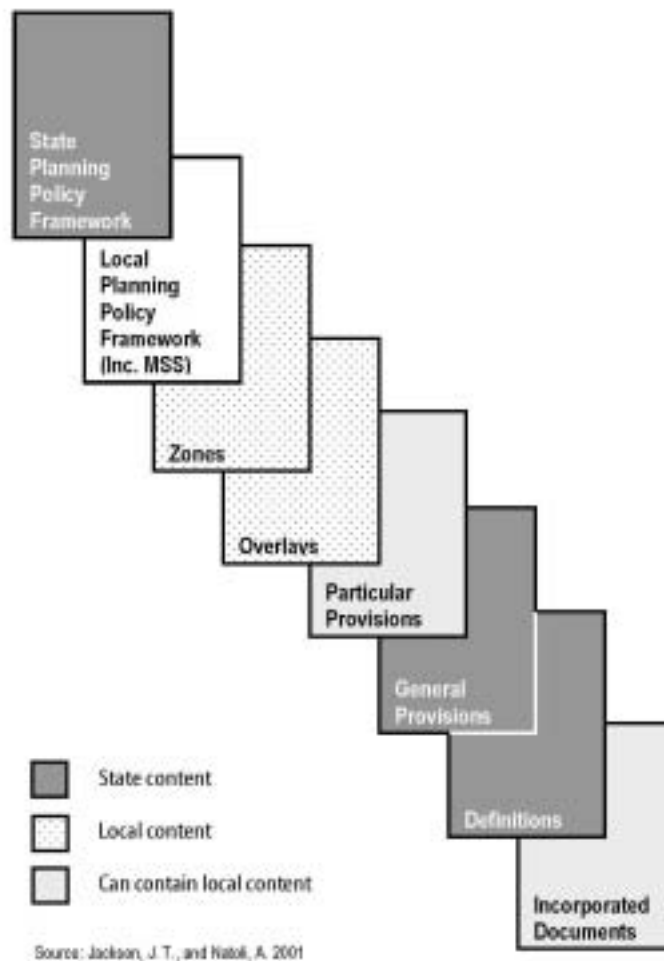 State
Planning
Policy
Framework
Local
Planning
Policy
Framework
(Inc. MSS)
Zones
Overlays
Particular
Provisions
General
Provisions
Definitions
Incorporated
Documents
State content
Local content
Can contain local content
Source: Jackson, J. T., and Natoli, A. 2001